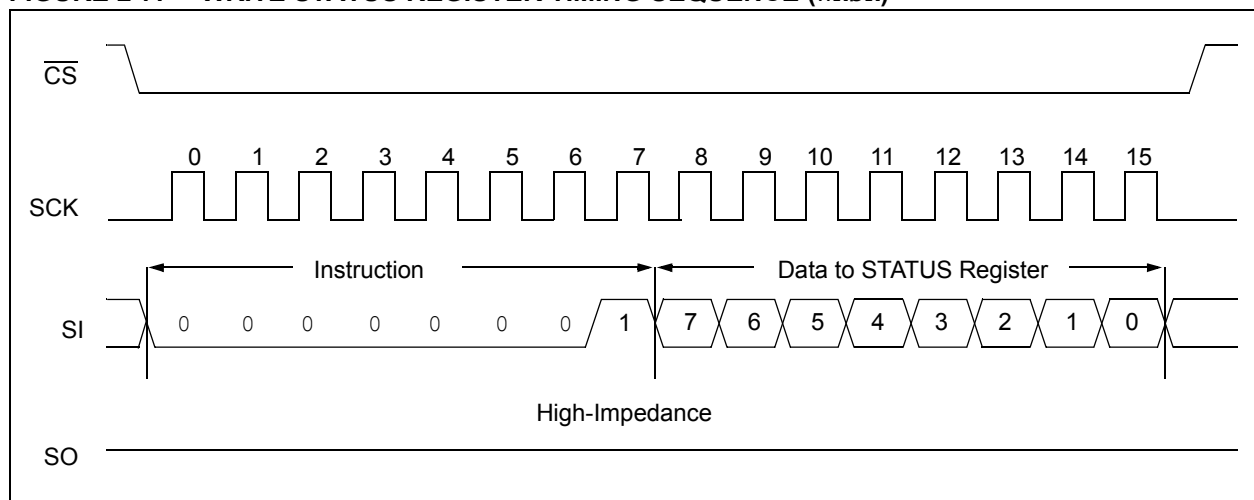 CS
0 1 2 3 4 5 6 7 8 9 10 11 12 13 14 15
SCK
Instruction Data to STATUS Register
SI 0 0 0 0 0 0 0 1 7 6 5 4 3 2 1 0
High-Impedance
SO